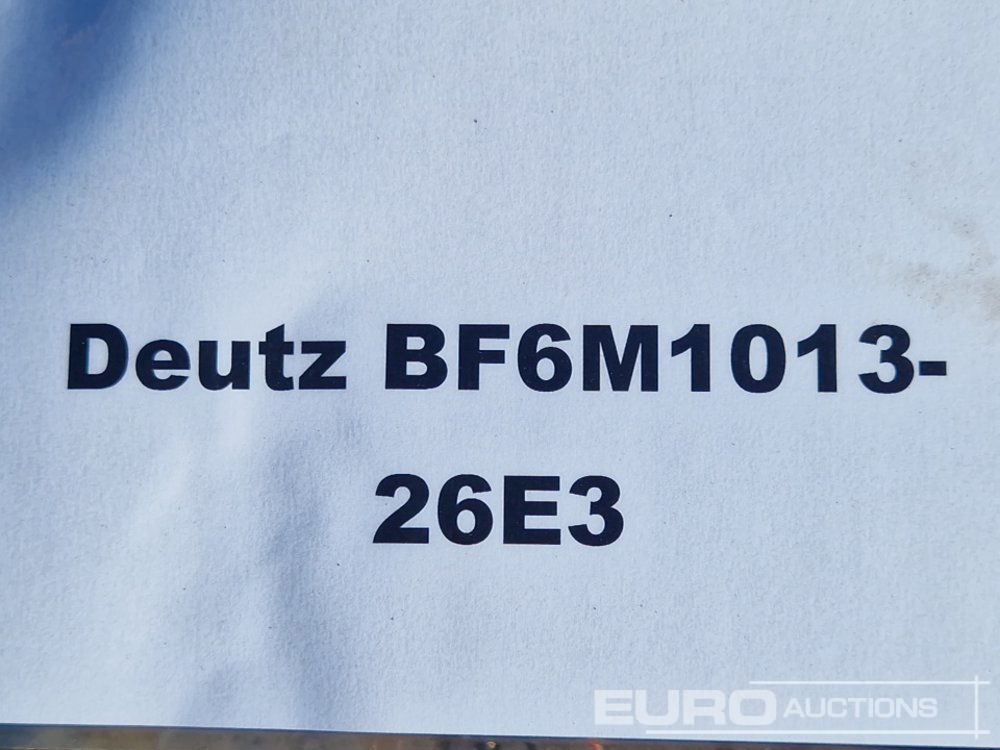 Deutz BF6M1013-
26E3
EURO AUCTIONS